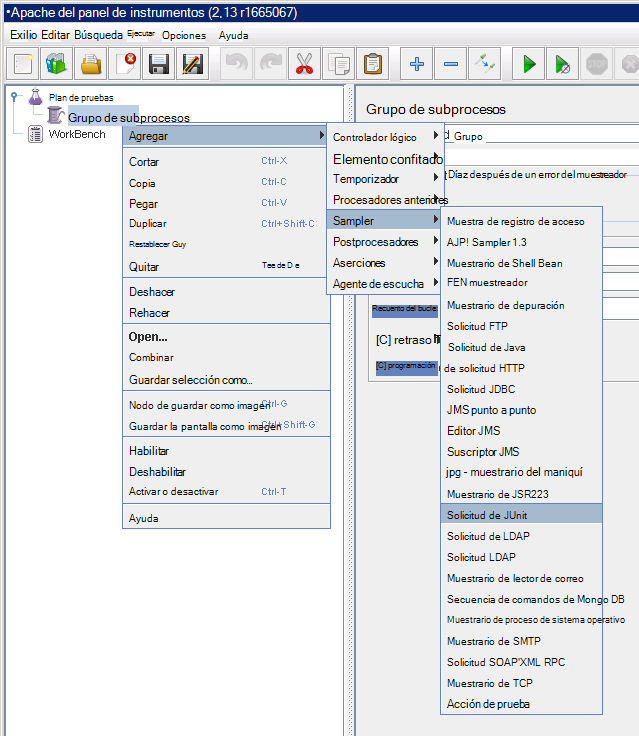 •Apache del panel de instrumentos (2,13 r1665067)
Exilio Editar Búsqueda Ejecutar Opciones Ayuda
Plan de pruebas
Grupo de subprocesos
WorkBench
Agregar
Cortar Ctrl-X
Copia Ctrl-C
Pegar Ctrl-V
Duplicar Ctrl+Shift-C
Restablecer Guy
Quitar Tee de D e
Deshacer
Rehacer
Open...
Combinar
Guardar selección como...
Nodo de guardar como imagen Ctrl-G
Guardar la pantalla como imagen Ctrl+Shift-G
Habilitar
Deshabilitar
Activar o desactivar Ctrl-T
Ayuda
Controlador lógico
Elemento confitado
Temporizador
Procesadores anteriores
Sampler
Postprocesadores
Aserciones
Agente de escucha
Grupo de subprocesos
Grupo
Díaz después de un error del muestreador
Recuento del bucle
[C] retraso
[C] programación
Muestra de registro de acceso
AJP! Sampler 1.3
Muestrario de Shell Bean
FEN muestreador
Muestrario de depuración
Solicitud FTP
Solicitud de Java
de solicitud HTTP
Solicitud JDBC
JMS punto a punto
Editor JMS
Suscriptor JMS
jpg - muestrario del maniquí
Muestrario de JSR223
Solicitud de JUnit
Solicitud de LDAP
Solicitud LDAP
Muestrario de lector de correo
Secuencia de comandos de Mongo DB
Muestrario de proceso de sistema operativo
Muestrario de SMTP
Solicitud SOAP'XML RPC
Muestrario de TCP
Acción de prueba